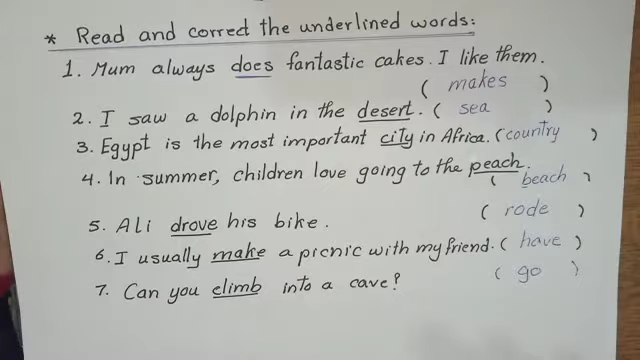 * Read and correct the underlined words:
1. Mum always does fantastic cakes. I like them.
( makes )
2. I saw a dolphin in the desert. ( sea )
3. Egypt is the most important city in Africa. ( country )
4. In summer, children love going to the peach.
( beach )
5. Ali drove his bike. ( rode )
6. I usually make a picnic with my friend. ( have )
7. Can you climb into a cave? ( go )